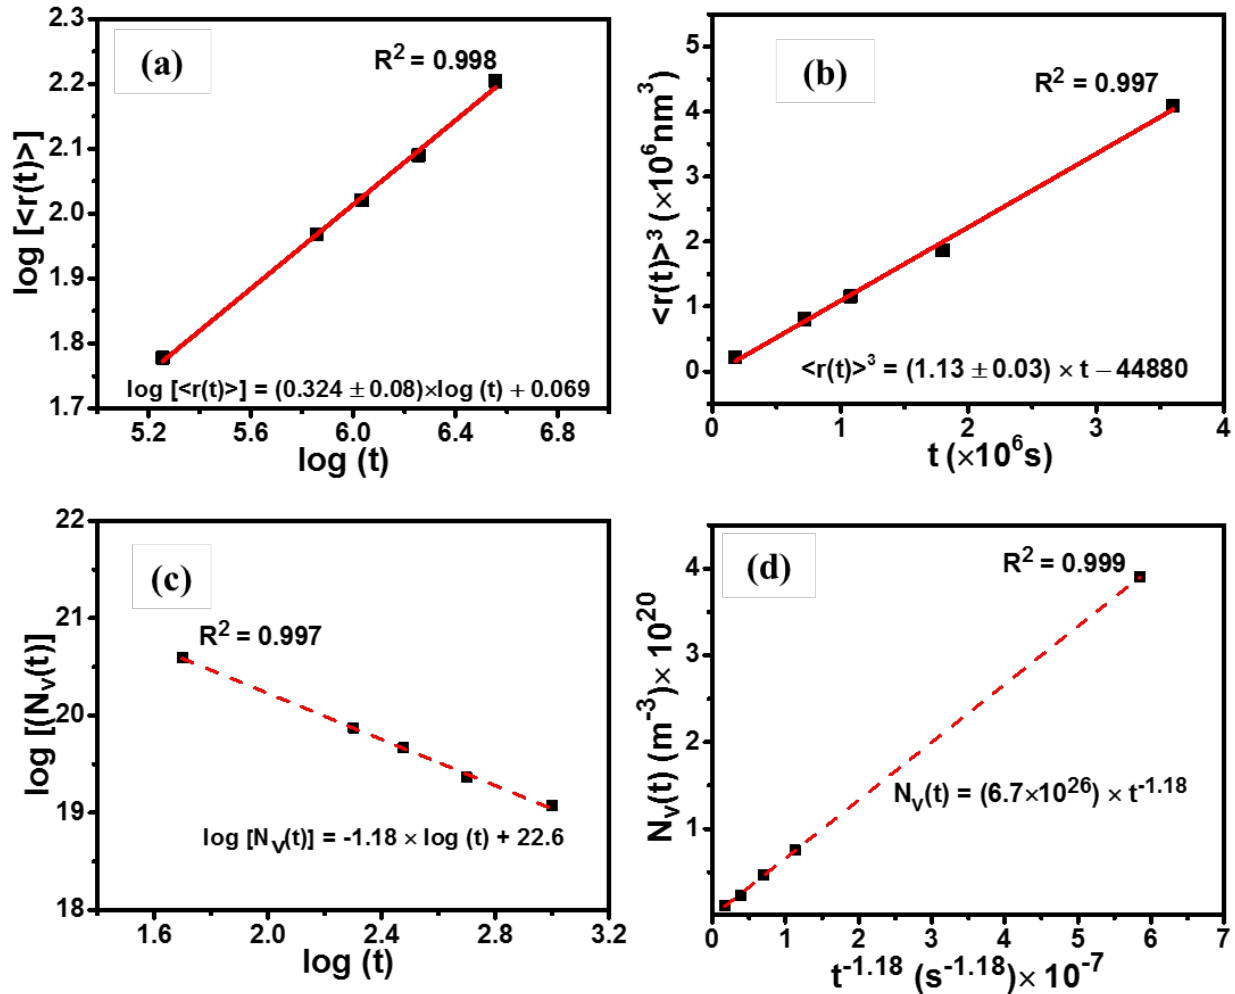 (a)
R² = 0.998
log [<r(t)>]
2.3
2.2
2.1
2.0
1.9
1.8
1.7
log [<r(t)>] = (0.324 ± 0.08)×log (t) + 0.069
5.2 5.6 6.0 6.4 6.8
log (t)
(b)
R² = 0.997
<r(t)>³ (×10⁶nm³)
5
4
3
2
1
0
<r(t)>³ = (1.13 ± 0.03) × t − 44880
0 1 2 3 4
t (×10⁶s)
(c)
R² = 0.997
log [(N_V(t)]
22
21
20
19
18
log [N_V(t)] = -1.18 × log (t) + 22.6
1.6 2.0 2.4 2.8 3.2
log (t)
(d)
R² = 0.999
N_V(t) (m⁻³)× 10²⁰
4
3
2
1
N_V(t) = (6.7×10²⁶) × t⁻¹·¹⁸
0 1 2 3 4 5 6 7
t⁻¹·¹⁸ (s⁻¹·¹⁸)× 10⁻⁷